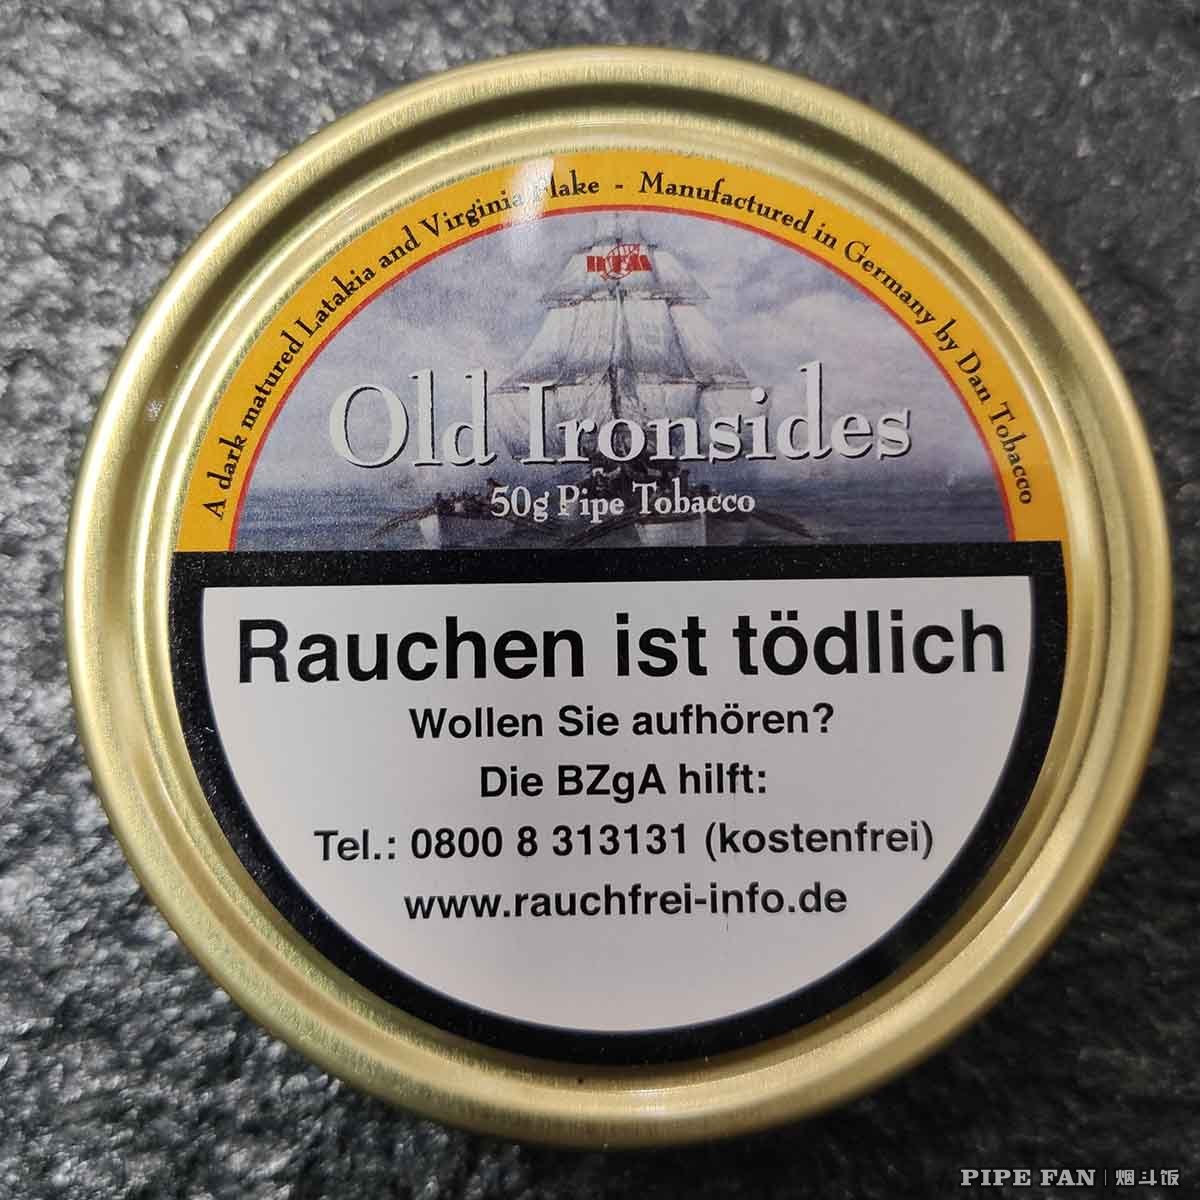 A dark matured Latakia and Virginia Flake - Manufactured in Germany by Dan Tobacco
Old Ironsides
50g Pipe Tobacco
Rauchen ist tödlich
Wollen Sie aufhören?
Die BZgA hilft:
Tel.: 0800 8 313131 (kostenfrei)
www.rauchfrei-info.de
PIPE FAN | 烟斗饭